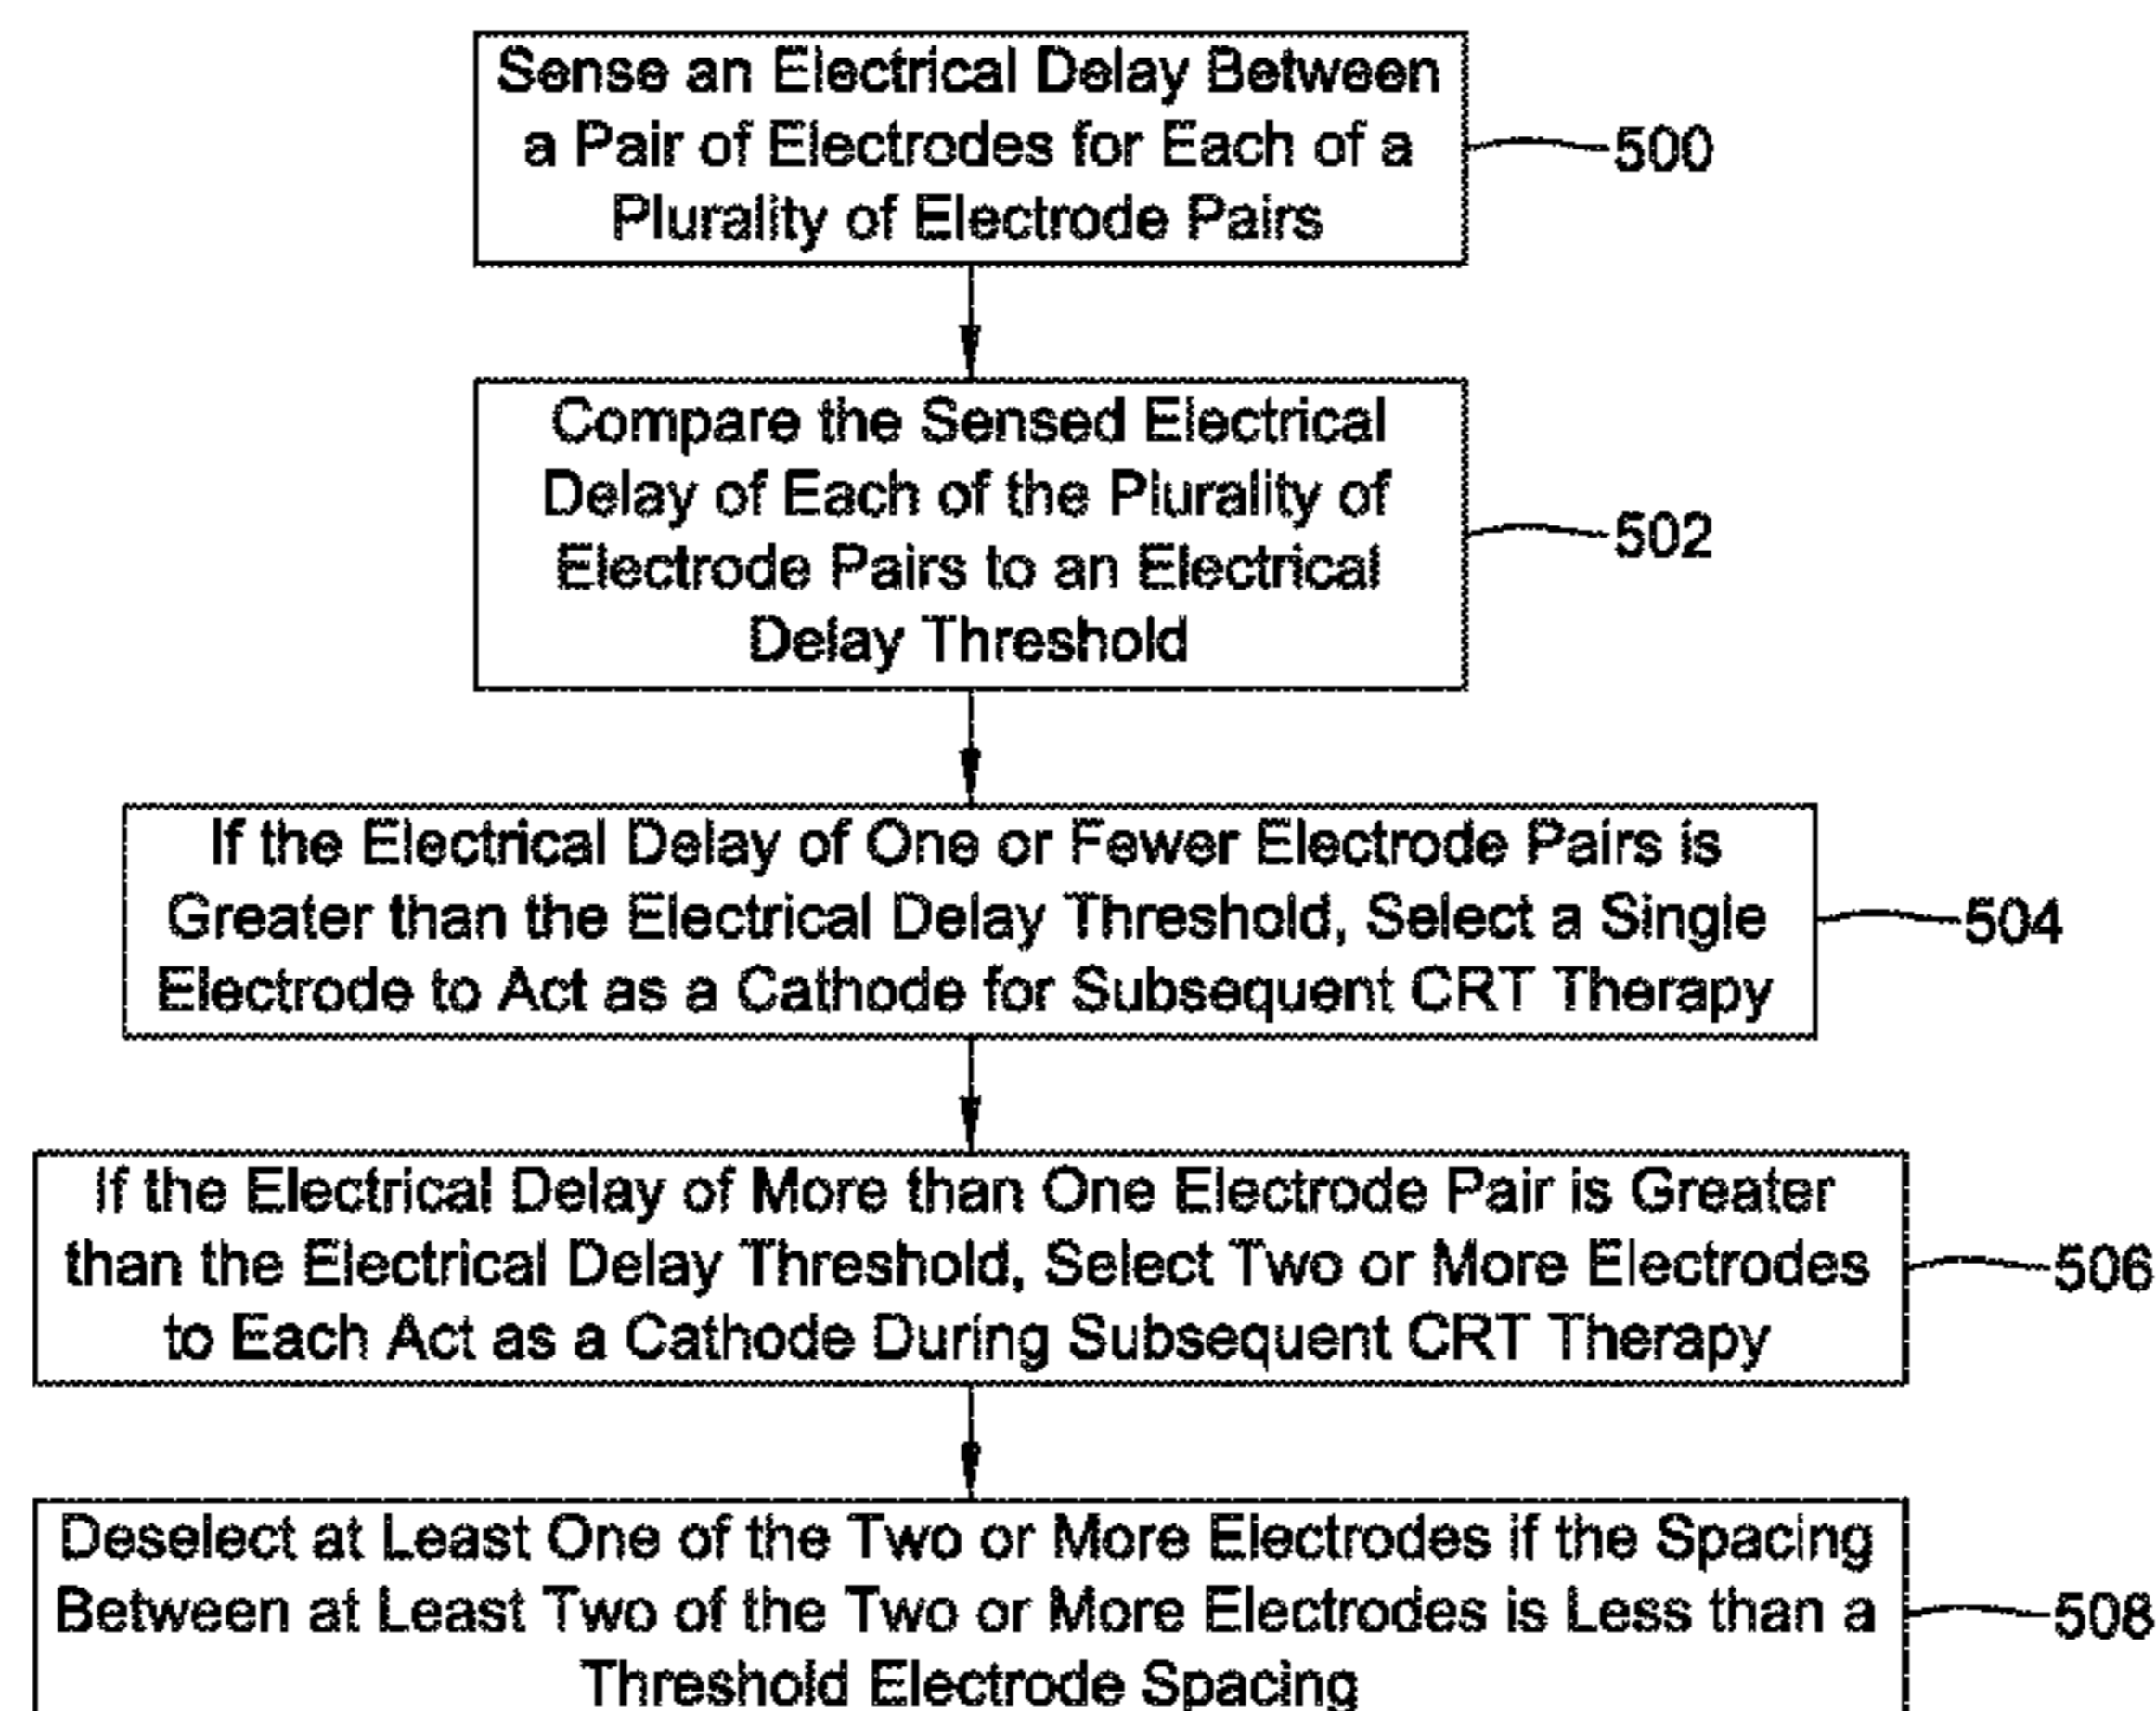 Sense an Electrical Delay Between
a Pair of Electrodes for Each of a
Plurality of Electrode Pairs
500
Compare the Sensed Electrical
Delay of Each of the Plurality of
Electrode Pairs to an Electrical
Delay Threshold
502
If the Electrical Delay of One or Fewer Electrode Pairs is
Greater than the Electrical Delay Threshold, Select a Single
Electrode to Act as a Cathode for Subsequent CRT Therapy
504
If the Electrical Delay of More than One Electrode Pair is Greater
than the Electrical Delay Threshold, Select Two or More Electrodes
to Each Act as a Cathode During Subsequent CRT Therapy
506
Deselect at Least One of the Two or More Electrodes if the Spacing
Between at Least Two of the Two or More Electrodes is Less than a
Threshold Electrode Spacing
508